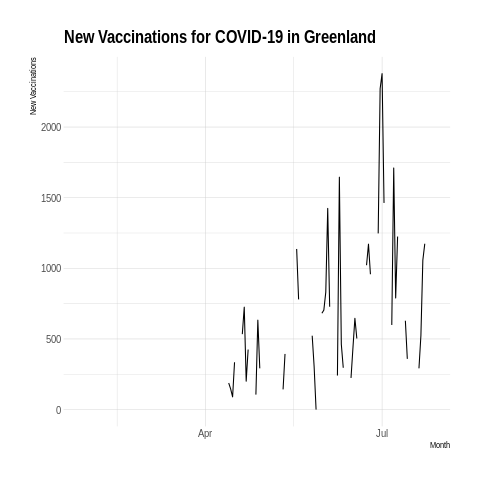 New Vaccinations for COVID-19 in Greenland
New Vaccinations
2000
1500
1000
500
0
Apr
Jul
Month